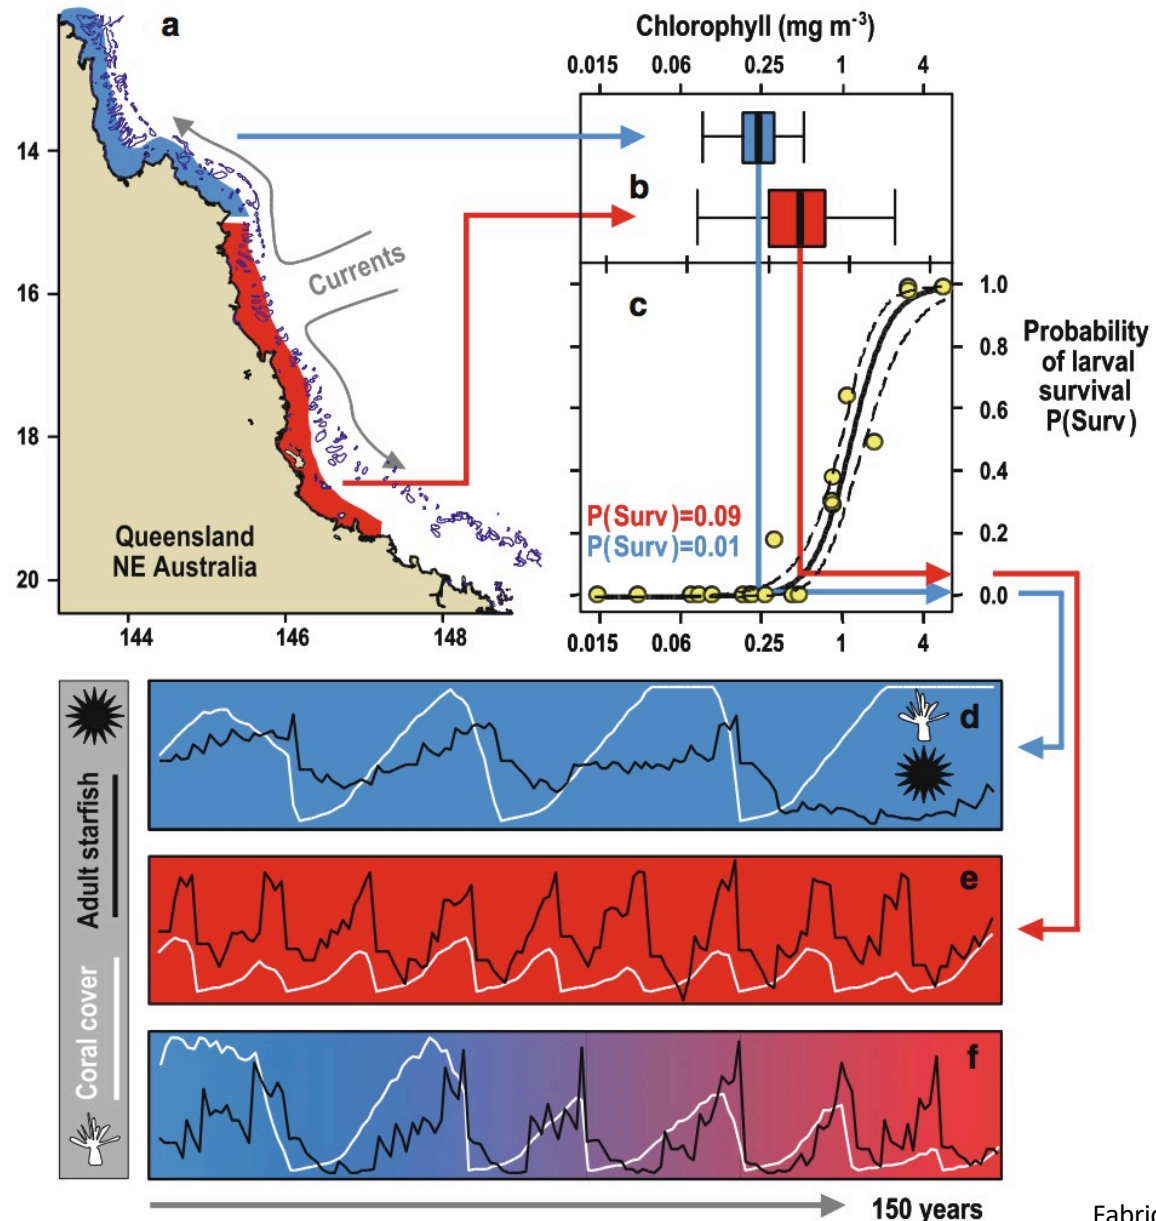 a
14
16
18
20
144
146
148
Currents
Queensland
NE Australia
Chlorophyll (mg m-3)
0.015 0.06 0.25 1 4
b
c
P(Surv)=0.09
P(Surv)=0.01
1.0
0.8
0.6
0.4
0.2
0.0
Probability
of larval
survival
P(Surv)
0.015 0.06 0.25 1 4
Adult starfish
Coral cover
d
e
f
150 years
Fabric